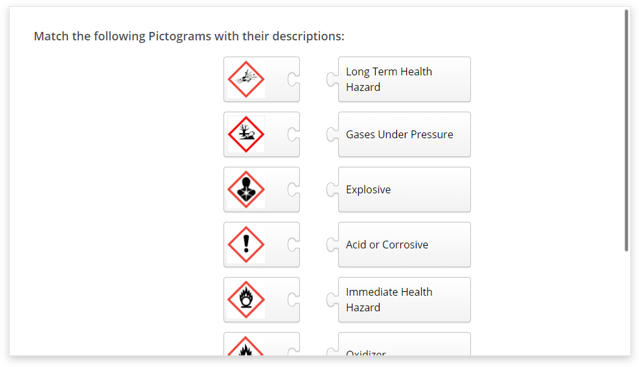 Match the following Pictograms with their descriptions:
Long Term Health
Hazard
Gases Under Pressure
Explosive
Acid or Corrosive
Immediate Health
Hazard
Oxidizer